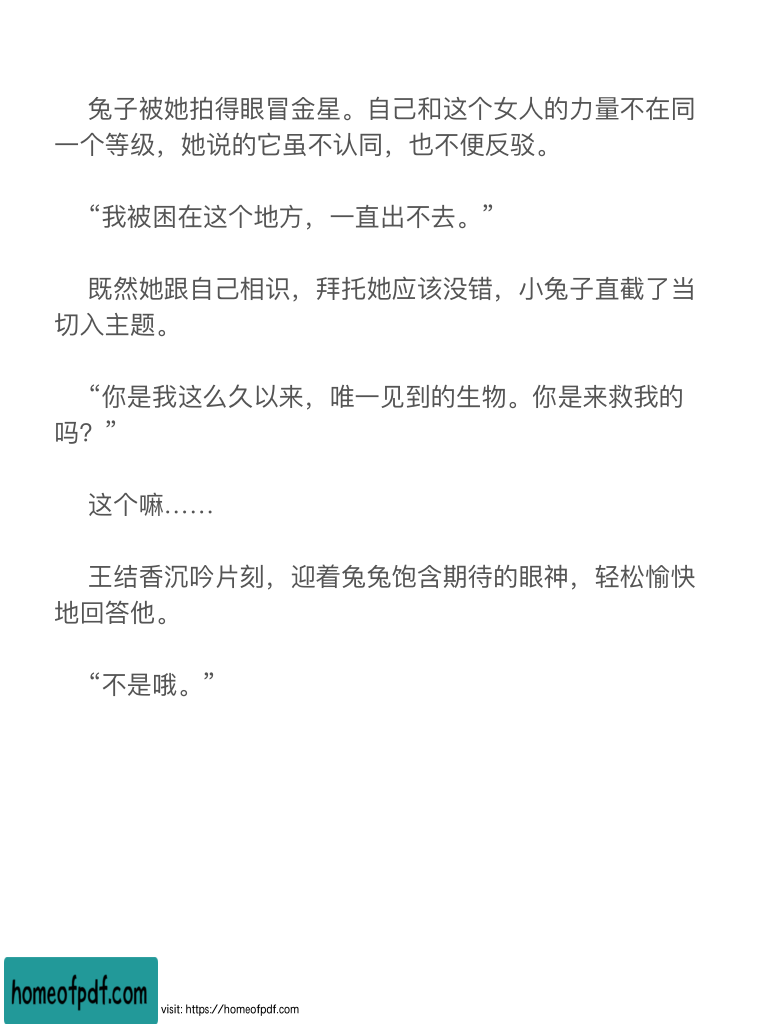 兔子被她拍得眼冒金星。自己和这个女人的力量不在同
一个等级，她说的它虽不认同，也不便反驳。
“我被困在这个地方，一直出不去。”
既然她跟自己相识，拜托她应该没错，小兔子直截了当
切入主题。
“你是我这么久以来，唯一见到的生物。你是来救我的
吗？”
这个嘛……
王结香沉吟片刻，迎着兔兔饱含期待的眼神，轻松愉快
地回答他。
“不是哦。”
homeofpdf.com
visit: https://homeofpdf.com